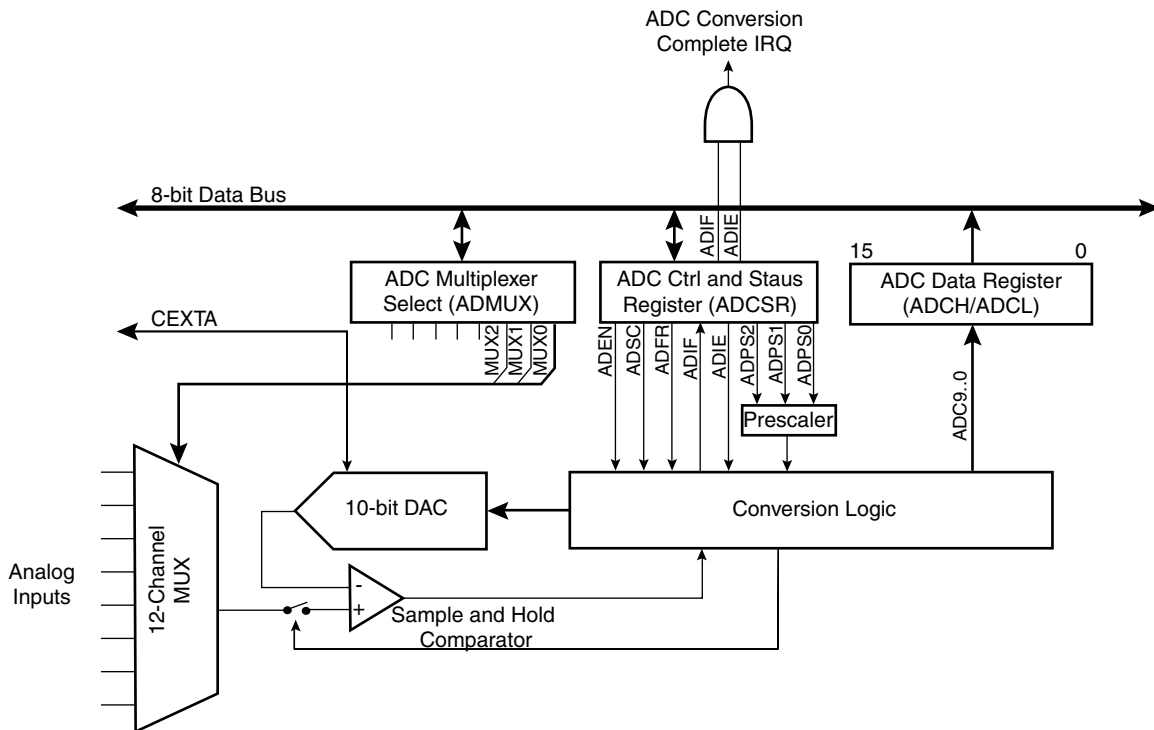 ADC Conversion
Complete IRQ
8-bit Data Bus
ADIF
ADIE
15
0
ADC Multiplexer
Select (ADMUX)
ADC Ctrl and Staus
Register (ADCSR)
ADC Data Register
(ADCH/ADCL)
CEXTA
MUX2
MUX1
MUX0
ADEN
ADSC
ADFR
ADIF
ADIE
ADPS2
ADPS1
ADPS0
Prescaler
ADC9..0
10-bit DAC
Conversion Logic
Analog
Inputs
12-Channel
MUX
-
+
Sample and Hold
Comparator